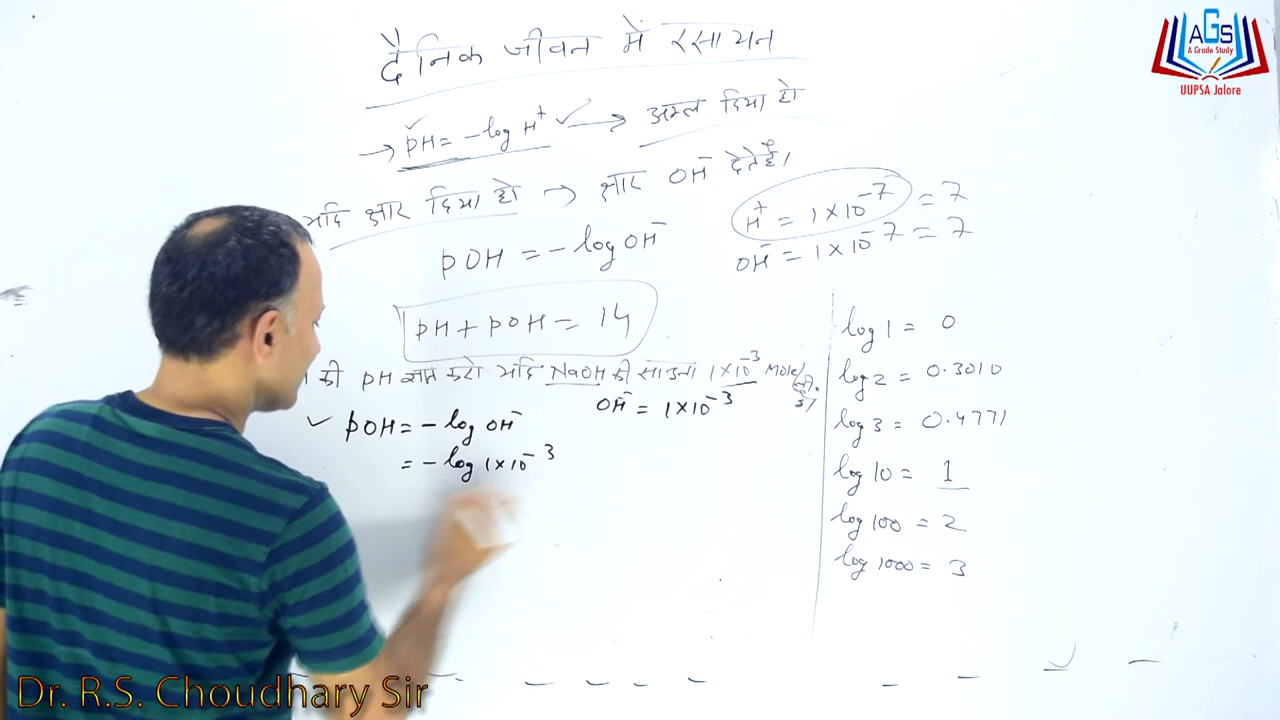 दैनिक जीवन में रसायन
→ pH = -log H⁺ ✓ → अम्ल दिया हो
यदि क्षार दिया हो → क्षार OH⁻ देते है।
H⁺ = 1×10⁻⁷ = 7
OH⁻ = 1×10⁻⁷ = 7
pOH = -log OH⁻
pH + pOH = 14
की pH ज्ञात करो यदि NaOH की सान्द्रता 1×10⁻³ Mole/
OH⁻ = 1×10⁻³
✓ pOH = -log OH⁻
= -log 1×10⁻³
log 1 = 0
log 2 = 0.3010
log 3 = 0.4771
log 10 = 1
log 100 = 2
log 1000 = 3
AGS
A Grade Study
UUPSA Jalore
Dr. R.S. Choudhary Sir